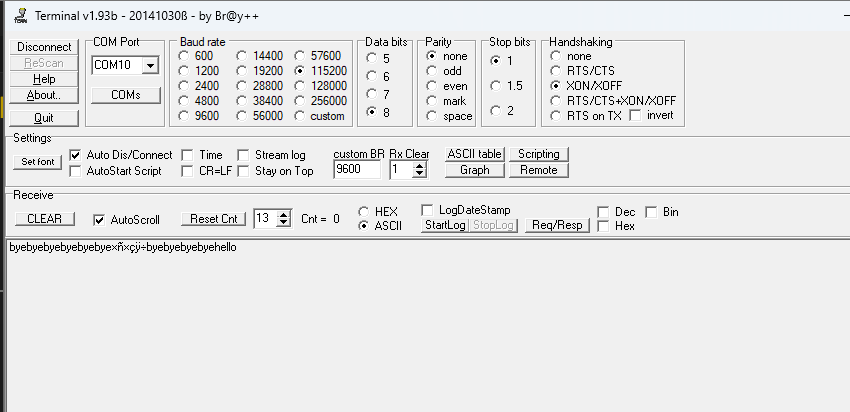 Terminal v1.93b - 20141030ß - by Br@y++
Disconnect
ReScan
Help
About..
Quit
COM Port
COM10
COMs
Baud rate
600 14400 57600
1200 19200 115200
2400 28800 128000
4800 38400 256000
9600 56000 custom
Data bits
5
6
7
8
Parity
none
odd
even
mark
space
Stop bits
1
1.5
2
Handshaking
none
RTS/CTS
XON/XOFF
RTS/CTS+XON/XOFF
RTS on TX invert
Settings
Set font
Auto Dis/Connect Time Stream log
AutoStart Script CR=LF Stay on Top
custom BR Rx Clear
9600 1
ASCII table Scripting
Graph Remote
Receive
CLEAR AutoScroll Reset Cnt 13 Cnt = 0
HEX
ASCII
LogDateStamp
StartLog StopLog Req/Resp
Dec Bin
Hex
byebyebyebyebyebye×ñ×çÿ÷byebyebyebyehello